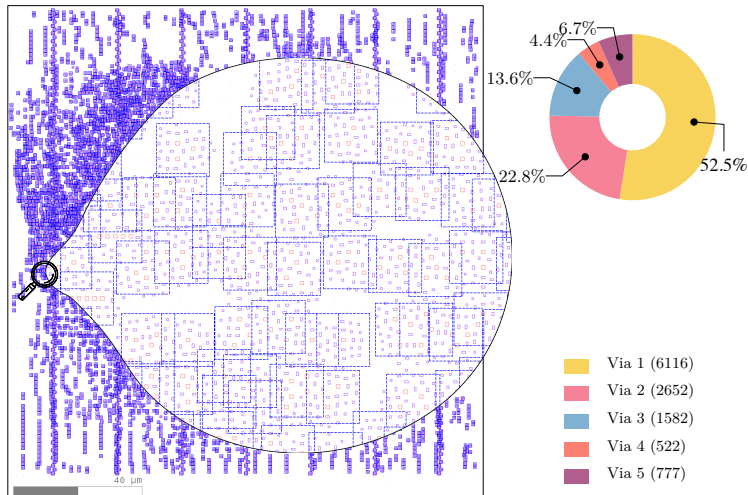 6.7%
4.4%
13.6%
22.8%
52.5%
Via 1 (6116)
Via 2 (2652)
Via 3 (1582)
Via 4 (522)
Via 5 (777)
40 µm